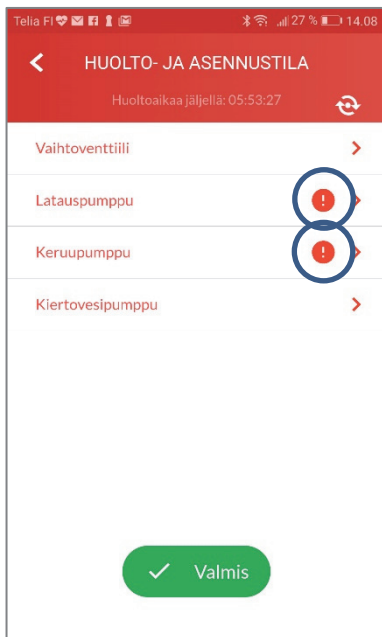 Telia FI 27 % 14.08
HUOLTO- JA ASENNUSTILA
Huoltoaikaa jäljellä: 05:53:27
Vaihtoventtiili
Latauspumppu !
Keruupumppu !
Kiertovesipumppu
Valmis